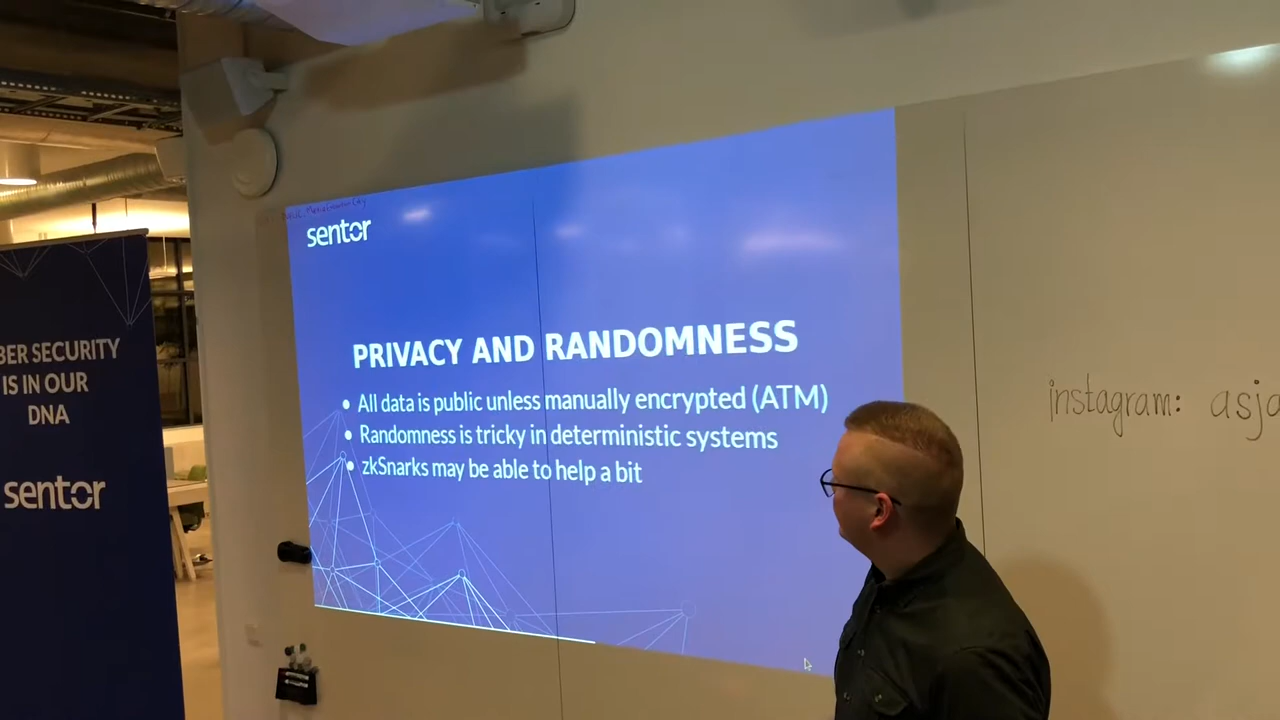 BER SECURITY
IS IN OUR
DNA
sentor
sentor
PRIVACY AND RANDOMNESS
• All data is public unless manually encrypted (ATM)
• Randomness is tricky in deterministic systems
• zkSnarks may be able to help a bit
instagram: asja